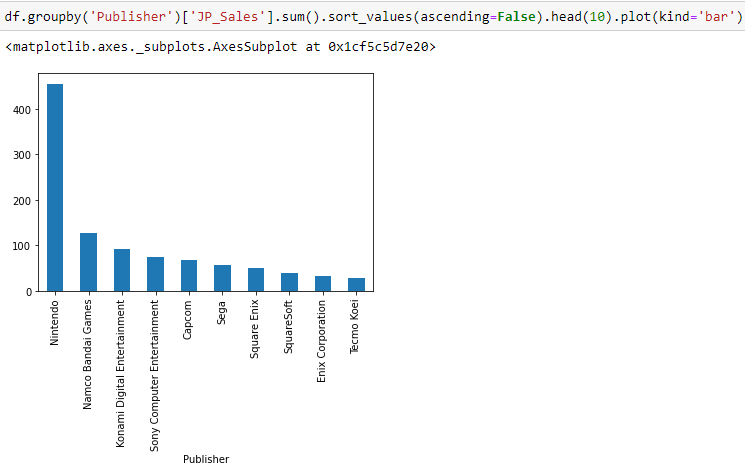 df.groupby('Publisher')['JP_Sales'].sum().sort_values(ascending=False).head(10).plot(kind='bar')
<matplotlib.axes._subplots.AxesSubplot at 0x1cf5c5d7e20>
400
300
200
100
0
Nintendo
Namco Bandai Games
Konami Digital Entertainment
Sony Computer Entertainment
Capcom
Sega
Square Enix
SquareSoft
Enix Corporation
Tecmo Koei
Publisher